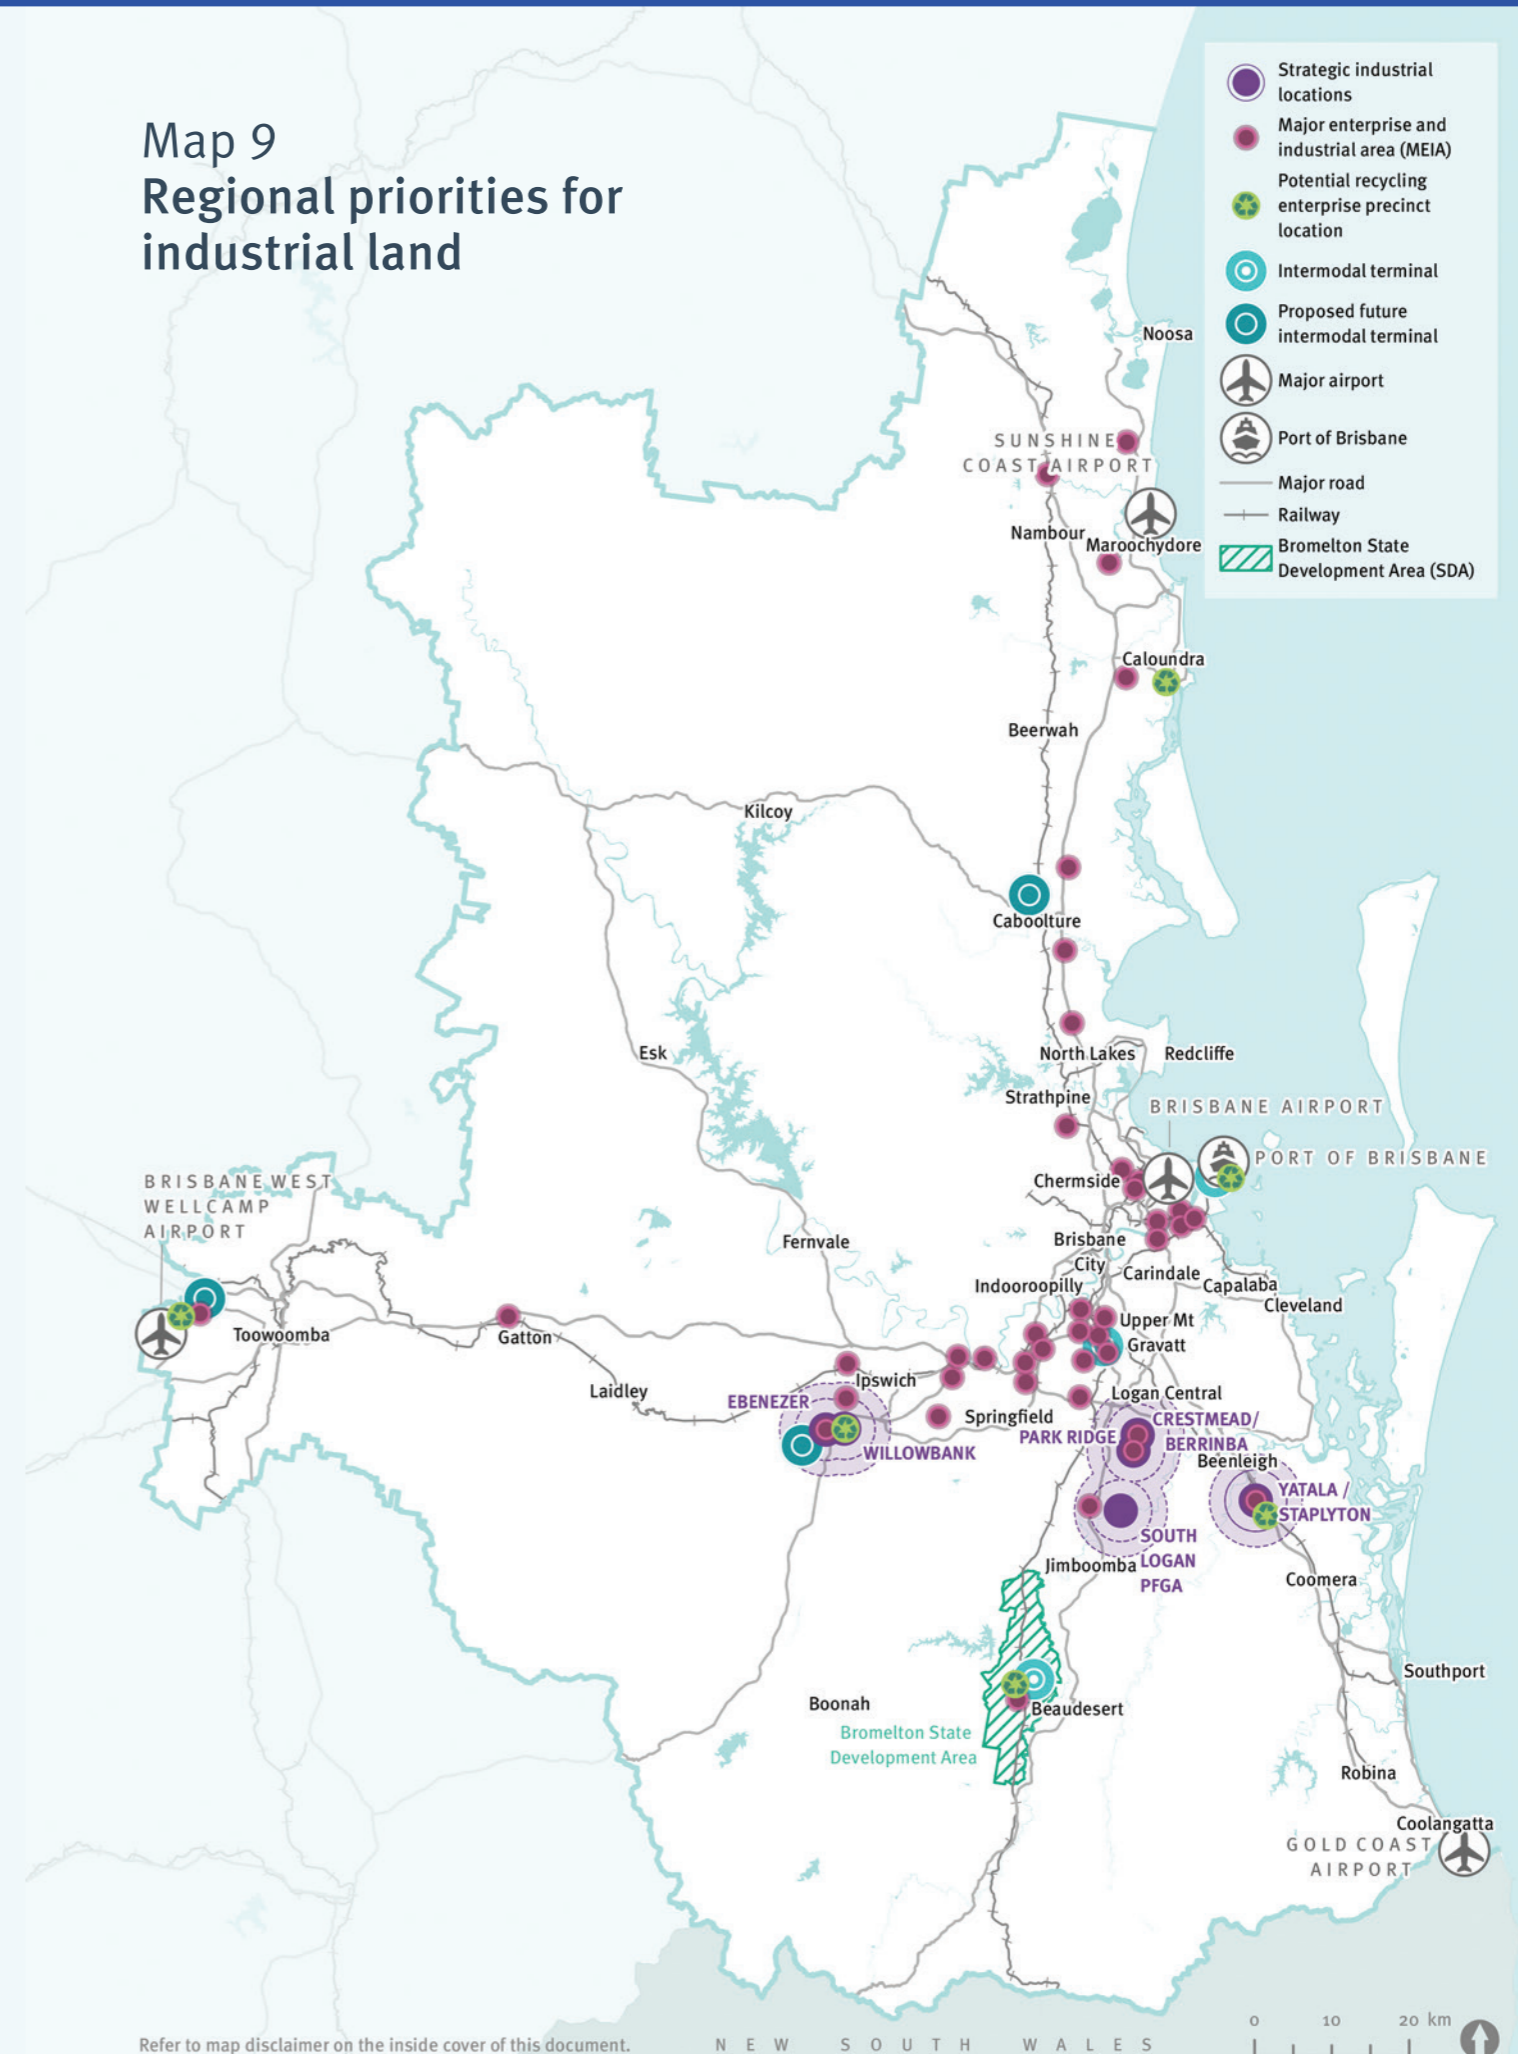 Map 9
Regional priorities for
industrial land
Strategic industrial
locations
Major enterprise and
industrial area (MEIA)
Potential recycling
enterprise precinct
location
Intermodal terminal
Proposed future
intermodal terminal
Major airport
Port of Brisbane
Major road
Railway
Bromelton State
Development Area (SDA)
Noosa
SUNSHINE
COAST AIRPORT
Nambour
Maroochydore
Caloundra
Beerwah
Kilcoy
Caboolture
Esk
North Lakes
Redcliffe
Strathpine
BRISBANE AIRPORT
PORT OF BRISBANE
Chermside
BRISBANE WEST
WELLCAMP
AIRPORT
Fernvale
Brisbane
City
Carindale
Capalaba
Indooroopilly
Cleveland
Upper Mt
Gravatt
Toowoomba
Gatton
Laidley
Ipswich
EBENEZER
Logan Central
Springfield
CRESTMEAD/
BERRINBA
PARK RIDGE
WILLOWBANK
Beenleigh
YATALA /
STAPLYTON
SOUTH
LOGAN
PFGA
Jimboomba
Coomera
Southport
Boonah
Beaudesert
Bromelton State
Development Area
Robina
Coolangatta
GOLD COAST
AIRPORT
0 10 20 km
Refer to map disclaimer on the inside cover of this document.
NEW SOUTH WALES